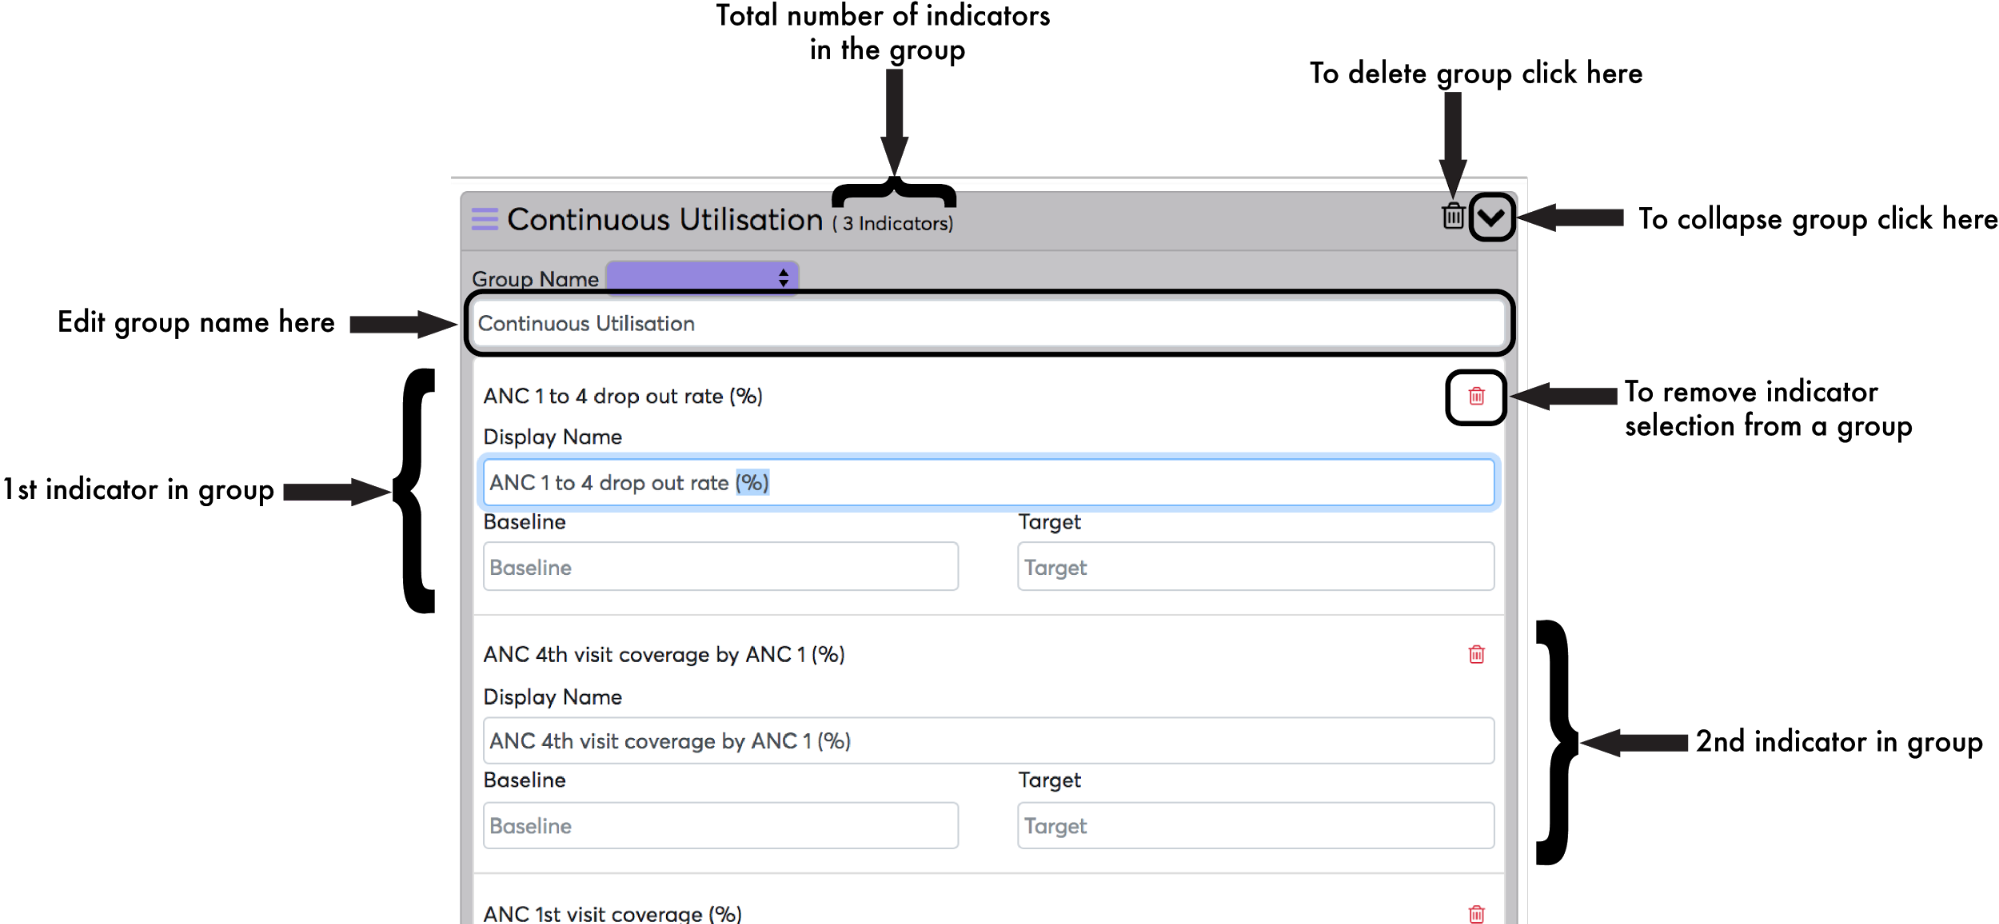 Total number of indicators
in the group
To delete group click here
Continuous Utilisation ( 3 Indicators)
To collapse group click here
Group Name
Edit group name here
Continuous Utilisation
ANC 1 to 4 drop out rate (%)
To remove indicator
selection from a group
Display Name
ANC 1 to 4 drop out rate (%)
1st indicator in group
Baseline Target
Baseline Target
ANC 4th visit coverage by ANC 1 (%)
Display Name
ANC 4th visit coverage by ANC 1 (%)
2nd indicator in group
Baseline Target
Baseline Target
ANC 1st visit coverage (%)